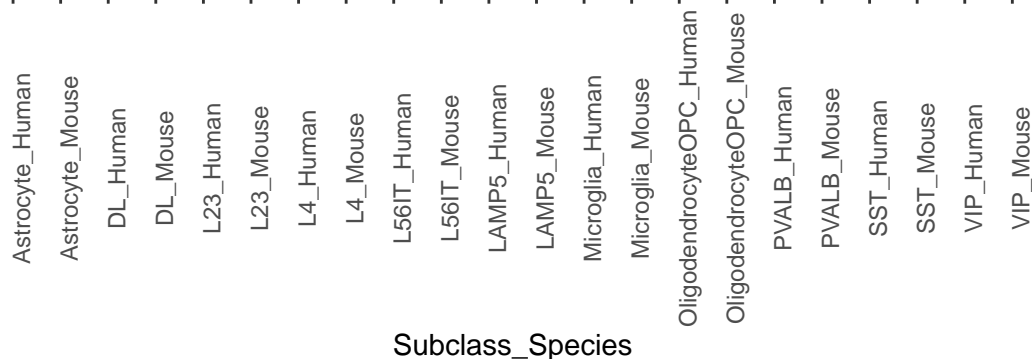 Astrocyte_Human
Astrocyte_Mouse
DL_Human
DL_Mouse
L23_Human
L23_Mouse
L4_Human
L4_Mouse
L56IT_Human
L56IT_Mouse
LAMP5_Human
LAMP5_Mouse
Microglia_Human
Microglia_Mouse
OligodendrocyteOPC_Human
OligodendrocyteOPC_Mouse
PVALB_Human
PVALB_Mouse
SST_Human
SST_Mouse
VIP_Human
VIP_Mouse
Subclass_Species